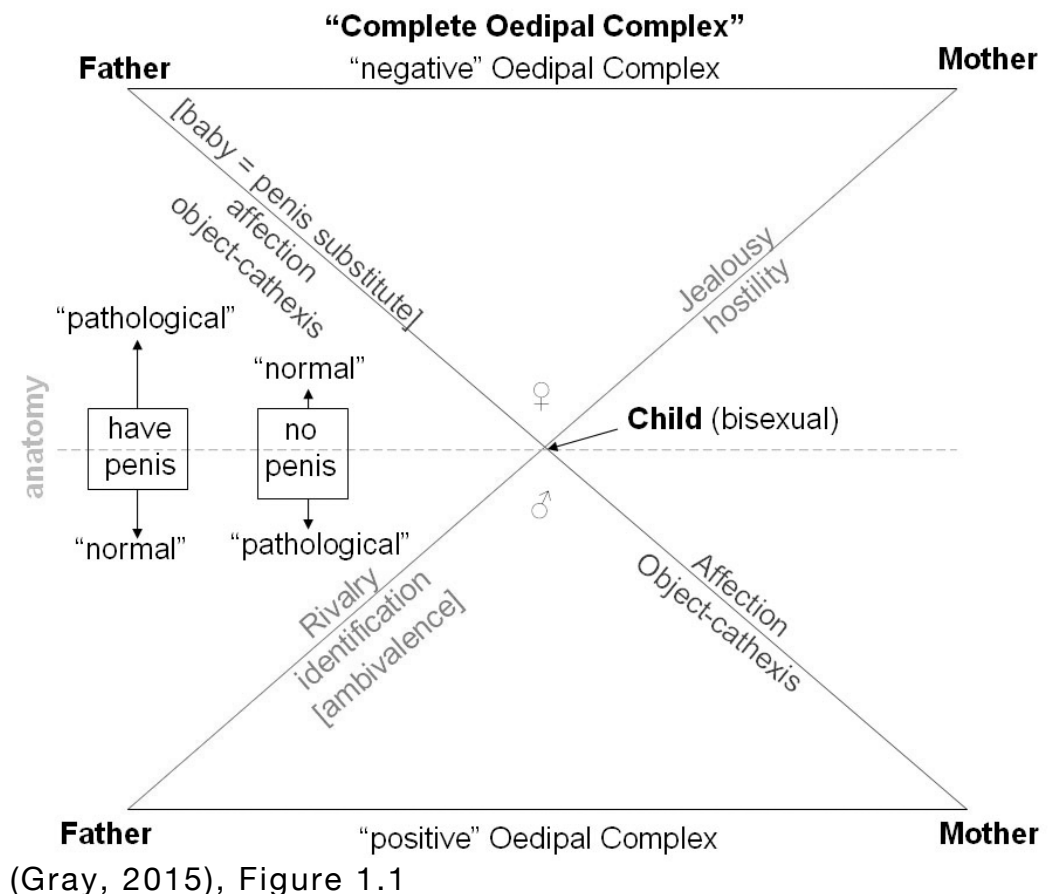 “Complete Oedipal Complex”
Father
“negative” Oedipal Complex
Mother
[baby = penis substitute]
affection
object-cathexis
Jealousy
hostility
“pathological”
“normal”
anatomy
have
penis
no
penis
♀
Child (bisexual)
♂
“normal”
“pathological”
Rivalry
identification
[ambivalence]
Affection
Object-cathexis
Father
“positive” Oedipal Complex
Mother
(Gray, 2015), Figure 1.1